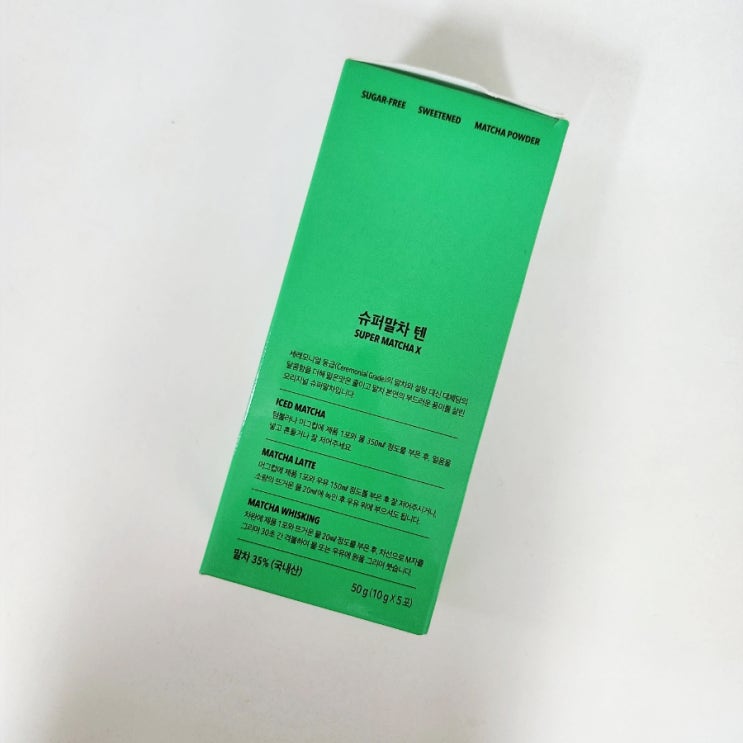 SUGAR-FREE SWEETENED MATCHA POWDER
슈퍼말차 텐
SUPER MATCHA X
세레모니얼 등급(Ceremonial Grade)의 말차와 설탕 대신 대체당의
달콤함을 더해 떫은맛은 줄이고 말차 본연의 부드러운 풍미를 살린
오리지널 슈퍼말차입니다.
ICED MATCHA
텀블러나 머그컵에 제품 1포와 물 350㎖ 정도를 부은 후, 얼음을
넣고 흔들거나 잘 저어주세요.
MATCHA LATTE
머그컵에 제품 1포와 우유 150㎖ 정도를 부은 후 잘 저어주시거나,
소량의 뜨거운 물 20㎖에 녹인 후 우유 위에 부으셔도 됩니다.
MATCHA WHISKING
차완에 제품 1포와 뜨거운 물 20㎖ 정도를 부은 후, 차선으로 M자를
그리며 30초 간 격불하여 물 또는 우유에 원을 그리며 붓습니다.
말차 35% (국내산)
50 g (10 g X 5 포)